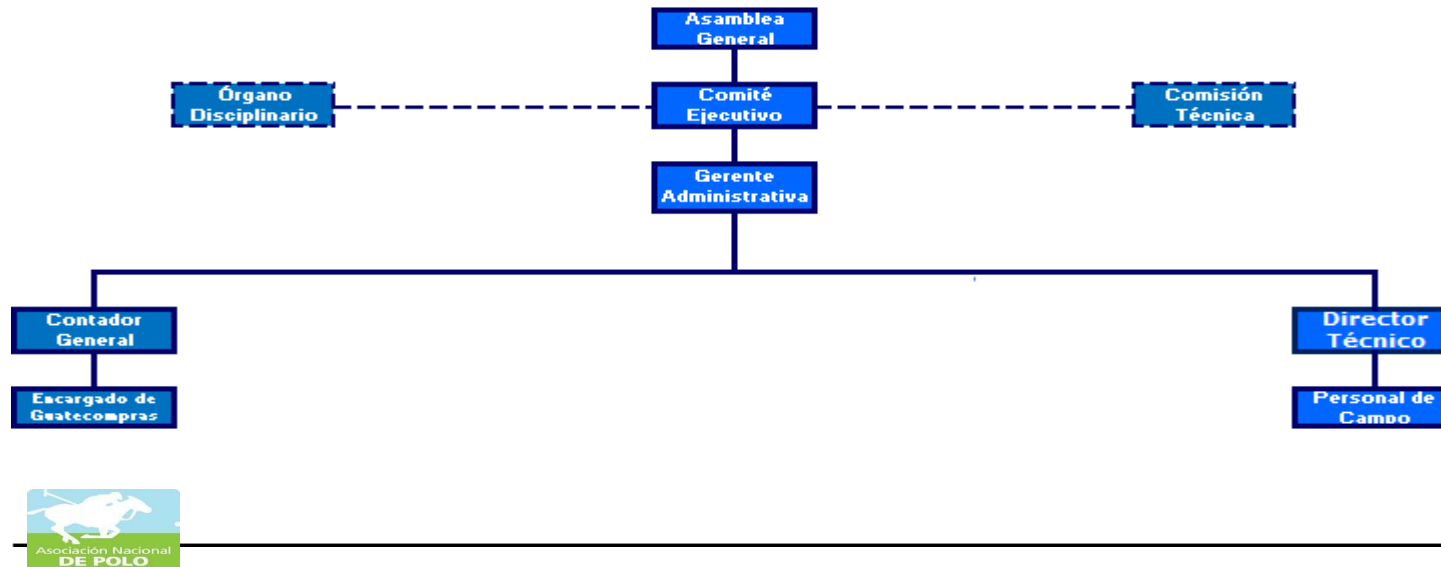 Asamblea
General
Órgano
Disciplinario
Comité
Ejecutivo
Comisión
Técnica
Gerente
Administrativa
Contador
General
Director
Técnico
Encargado de
Guatecompras
Personal de
Campo
Asociación Nacional
DE POLO